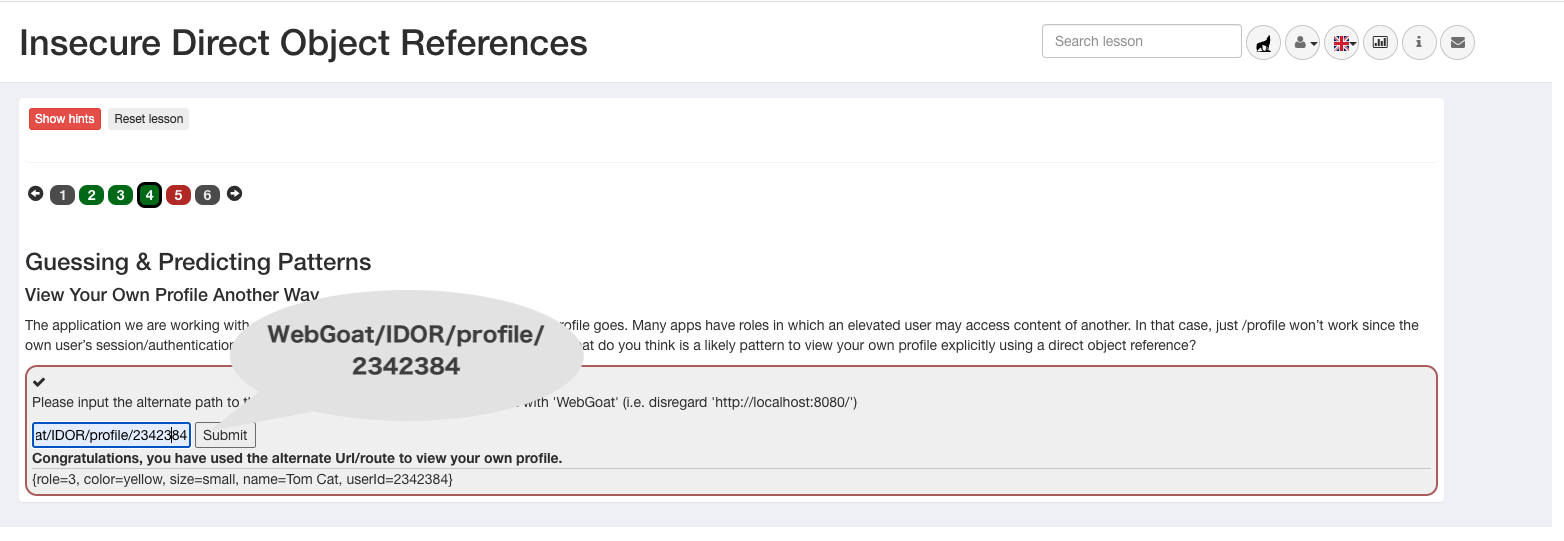 Insecure Direct Object References
Search lesson
Show hints
Reset lesson
1 2 3 4 5 6
Guessing & Predicting Patterns
View Your Own Profile Another Way
The application we are working with ofile goes. Many apps have roles in which an elevated user may access content of another. In that case, just /profile won't work since the
own user's session/authentication at do you think is a likely pattern to view your own profile explicitly using a direct object reference?
WebGoat/IDOR/profile/
2342384
Please input the alternate path to with 'WebGoat' (i.e. disregard 'http://localhost:8080/')
at/IDOR/profile/2342384 Submit
Congratulations, you have used the alternate Url/route to view your own profile.
{role=3, color=yellow, size=small, name=Tom Cat, userId=2342384}